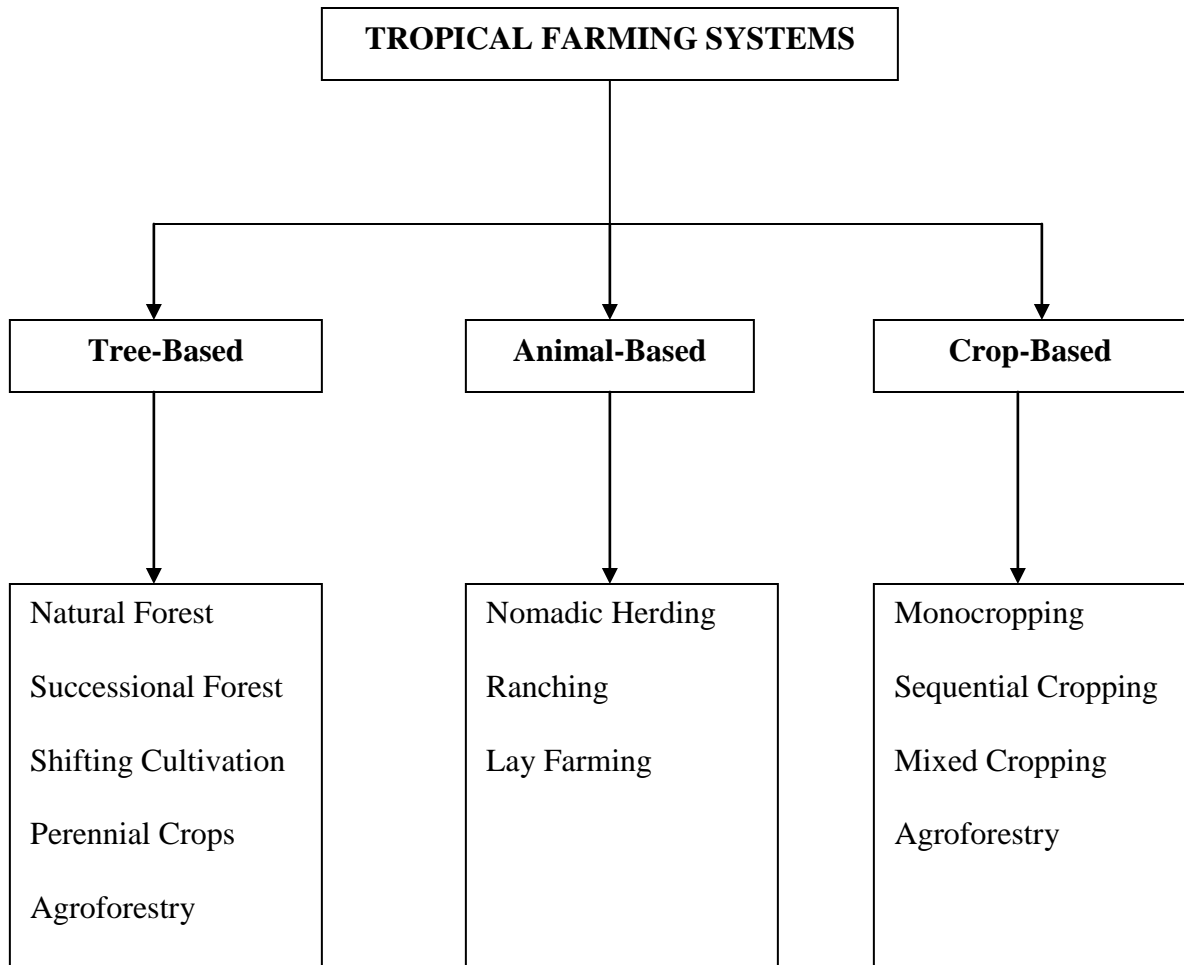 TROPICAL FARMING SYSTEMS
Tree-Based
Animal-Based
Crop-Based
Natural Forest
Successional Forest
Shifting Cultivation
Perennial Crops
Agroforestry
Nomadic Herding
Ranching
Lay Farming
Monocropping
Sequential Cropping
Mixed Cropping
Agroforestry